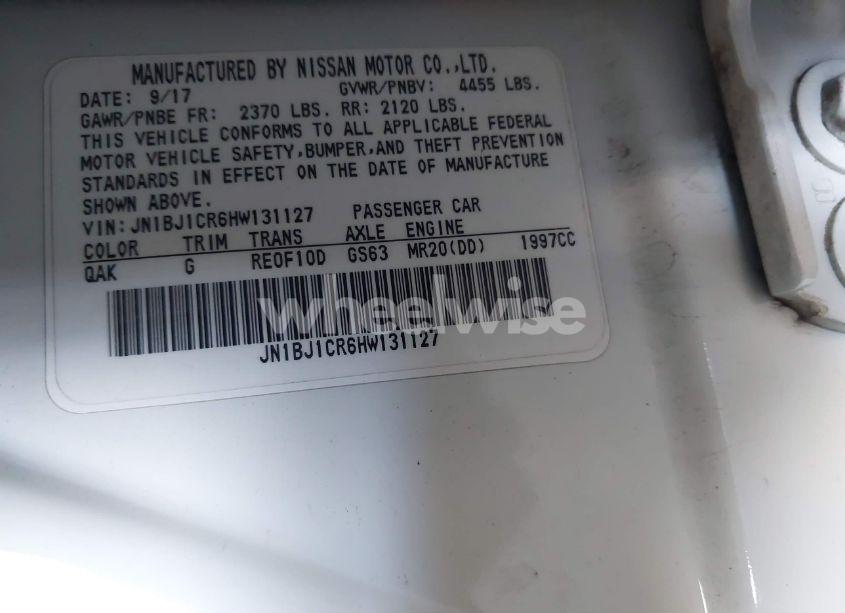 MANUFACTURED BY NISSAN MOTOR CO.,LTD.
DATE: 9/17 GVWR/PNBV: 4455 LBS.
GAWR/PNBE FR: 2370 LBS. RR: 2120 LBS.
THIS VEHICLE CONFORMS TO ALL APPLICABLE FEDERAL
MOTOR VEHICLE SAFETY,BUMPER,AND THEFT PREVENTION
STANDARDS IN EFFECT ON THE DATE OF MANUFACTURE
SHOWN ABOVE.
VIN:JN1BJ1CR6HW131127 PASSENGER CAR
COLOR TRIM TRANS AXLE ENGINE
QAK G RE0F10D GS63 MR20(DD) 1997CC
wheelwise
JN1BJ1CR6HW131127